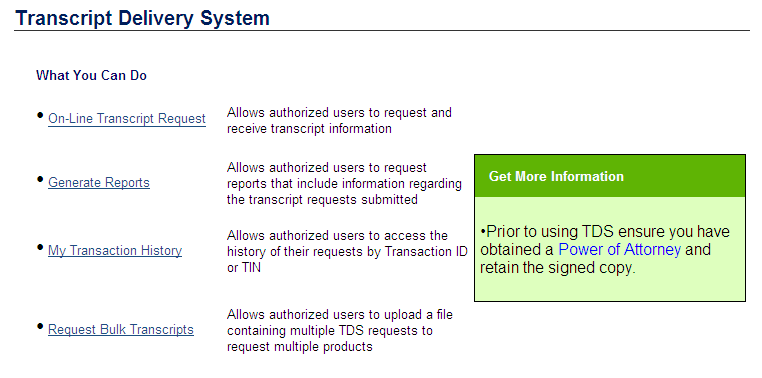 Transcript Delivery System
What You Can Do
• On-Line Transcript Request
Allows authorized users to request and
receive transcript information
• Generate Reports
Allows authorized users to request
reports that include information regarding
the transcript requests submitted
• My Transaction History
Allows authorized users to access the
history of their requests by Transaction ID
or TIN
• Request Bulk Transcripts
Allows authorized users to upload a file
containing multiple TDS requests to
request multiple products
Get More Information
•Prior to using TDS ensure you have
obtained a Power of Attorney and
retain the signed copy.